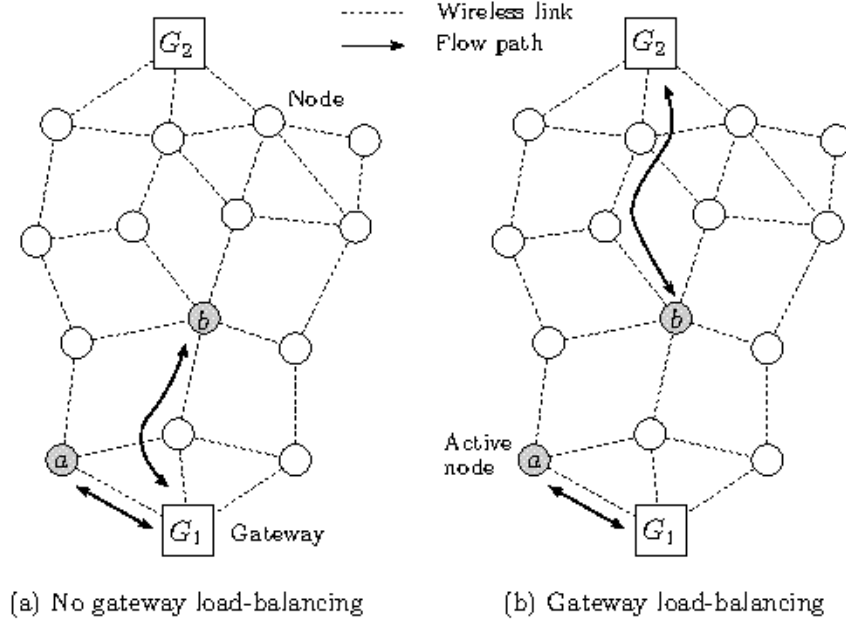 Wireless link
Flow path
G2
G2
Node
b
b
Active
node
a
a
G1
Gateway
G1
(a) No gateway load-balancing
(b) Gateway load-balancing